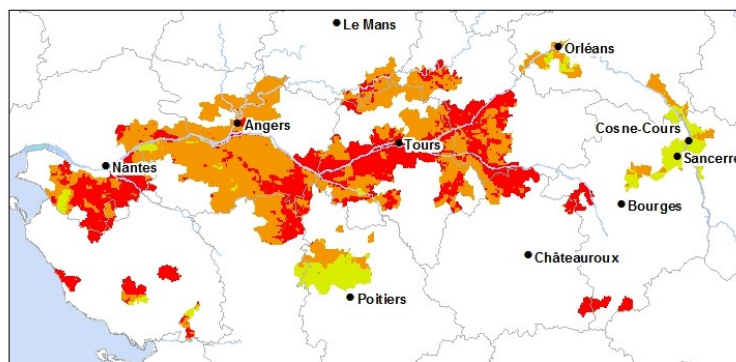 Le Mans
Orléans
Angers
Cosne-Cours
Tours
Sancerre
Nantes
Bourges
Châteauroux
Poitiers